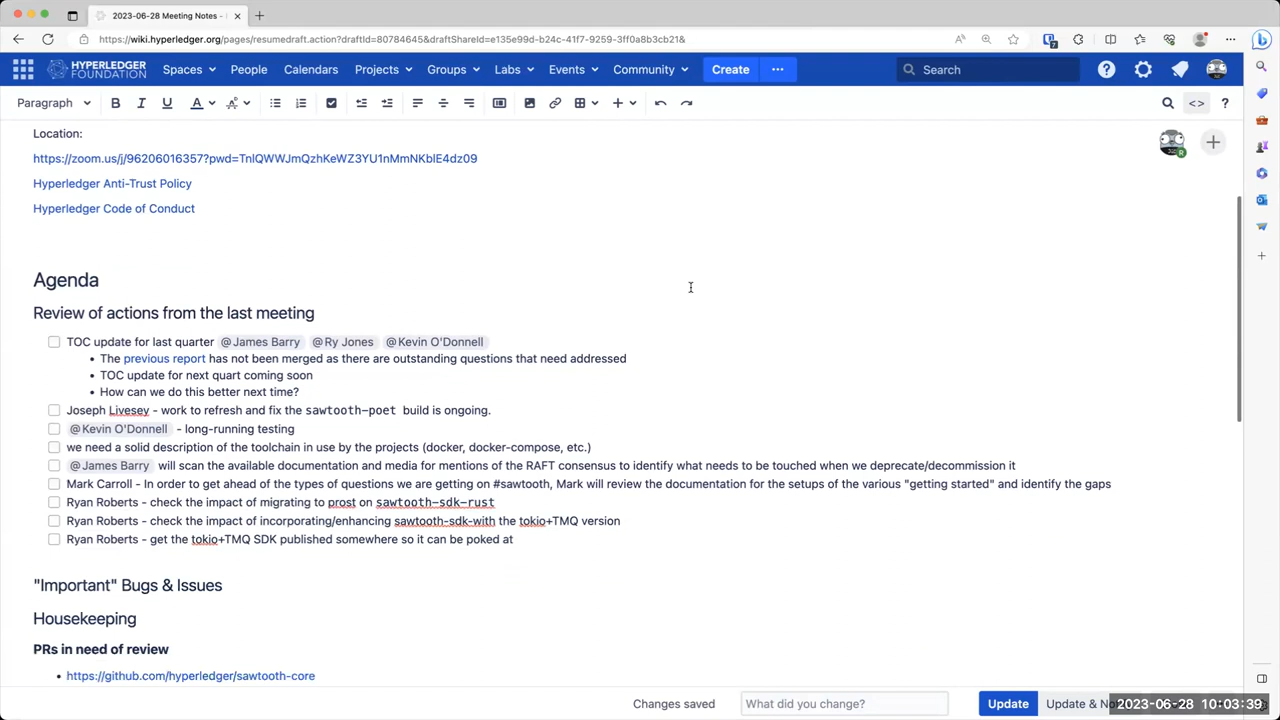 2023-06-28 Meeting Notes -
https://wiki.hyperledger.org/pages/resumedraft.action?draftId=80784645&draftShareId=e135e99d-b24c-41f7-9259-3ff0a8b3cb21&
HYPERLEDGER FOUNDATION Spaces People Calendars Projects Groups Labs Events Community Create ··· Search
Paragraph B I U A
Location:
https://zoom.us/j/96206016357?pwd=TnlQWWJmQzhKeWZ3YU1nMmNKblE4dz09
Hyperledger Anti-Trust Policy
Hyperledger Code of Conduct
Agenda
Review of actions from the last meeting
TOC update for last quarter @James Barry @Ry Jones @Kevin O'Donnell
• The previous report has not been merged as there are outstanding questions that need addressed
• TOC update for next quart coming soon
• How can we do this better next time?
Joseph Livesey - work to refresh and fix the sawtooth-poet build is ongoing.
@Kevin O'Donnell - long-running testing
we need a solid description of the toolchain in use by the projects (docker, docker-compose, etc.)
@James Barry will scan the available documentation and media for mentions of the RAFT consensus to identify what needs to be touched when we deprecate/decommission it
Mark Carroll - In order to get ahead of the types of questions we are getting on #sawtooth, Mark will review the documentation for the setups of the various "getting started" and identify the gaps
Ryan Roberts - check the impact of migrating to prost on sawtooth-sdk-rust
Ryan Roberts - check the impact of incorporating/enhancing sawtooth-sdk-with the tokio+TMQ version
Ryan Roberts - get the tokio+TMQ SDK published somewhere so it can be poked at
"Important" Bugs & Issues
Housekeeping
PRs in need of review
• https://github.com/hyperledger/sawtooth-core
Changes saved What did you change? Update Update & No
2023-06-28 10:03:39